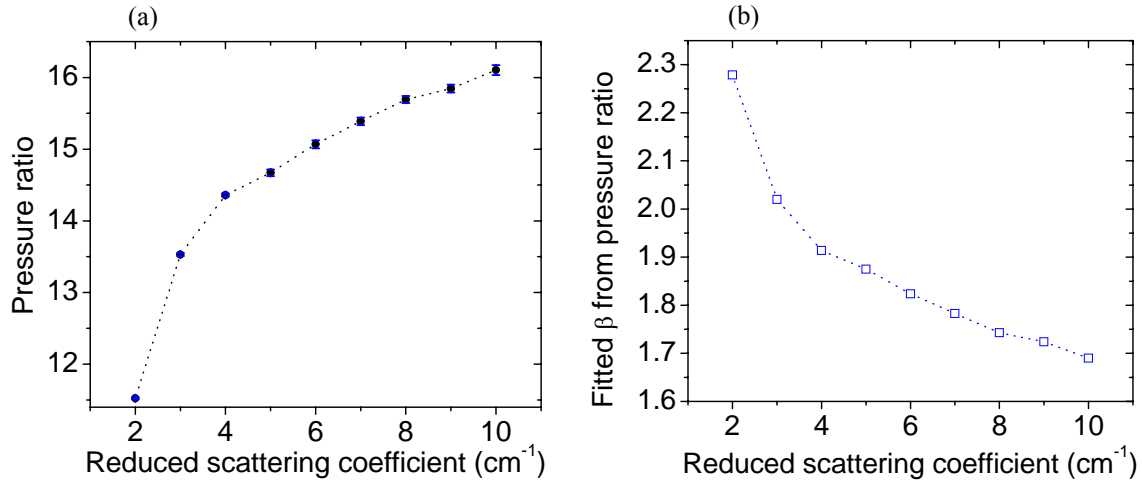 (a)
Pressure ratio
16
15
14
13
12
2 4 6 8 10
Reduced scattering coefficient (cm⁻¹)
(b)
Fitted β from pressure ratio
2.3
2.2
2.1
2.0
1.9
1.8
1.7
1.6
2 4 6 8 10
Reduced scattering coefficient (cm⁻¹)